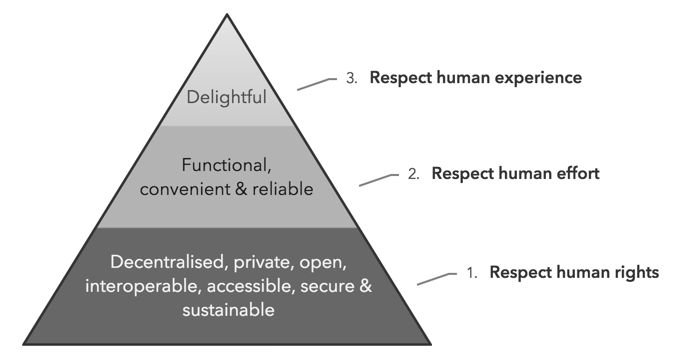 Delightful
3. Respect human experience
Functional,
convenient & reliable
2. Respect human effort
Decentralised, private, open,
interoperable, accessible, secure &
sustainable
1. Respect human rights